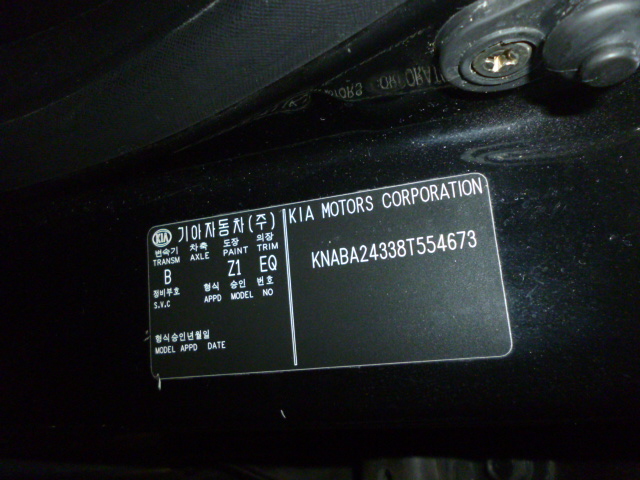 KIA 기아자동차(주)
변속기 차축 도장 의장
TRANSM AXLE PAINT TRIM
B Z1 EQ
정비부호 형식 승인 번호
S.V.C APPD MODEL NO
형식승인년월일
MODEL APPD DATE
KIA MOTORS CORPORATION
KNABA24338T554673